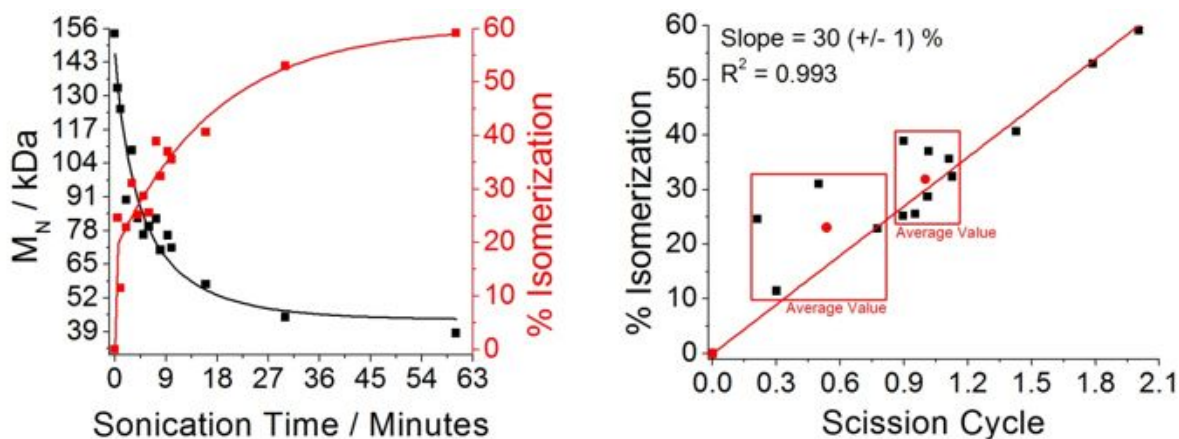 156
143
130
117
104
91
78
65
52
39
M_N / kDa
0 9 18 27 36 45 54 63
Sonication Time / Minutes
60
50
40
30
20
10
0
% Isomerization
60
50
40
30
20
10
0
% Isomerization
Slope = 30 (+/- 1) %
R² = 0.993
Average Value
Average Value
0.0 0.3 0.6 0.9 1.2 1.5 1.8 2.1
Scission Cycle